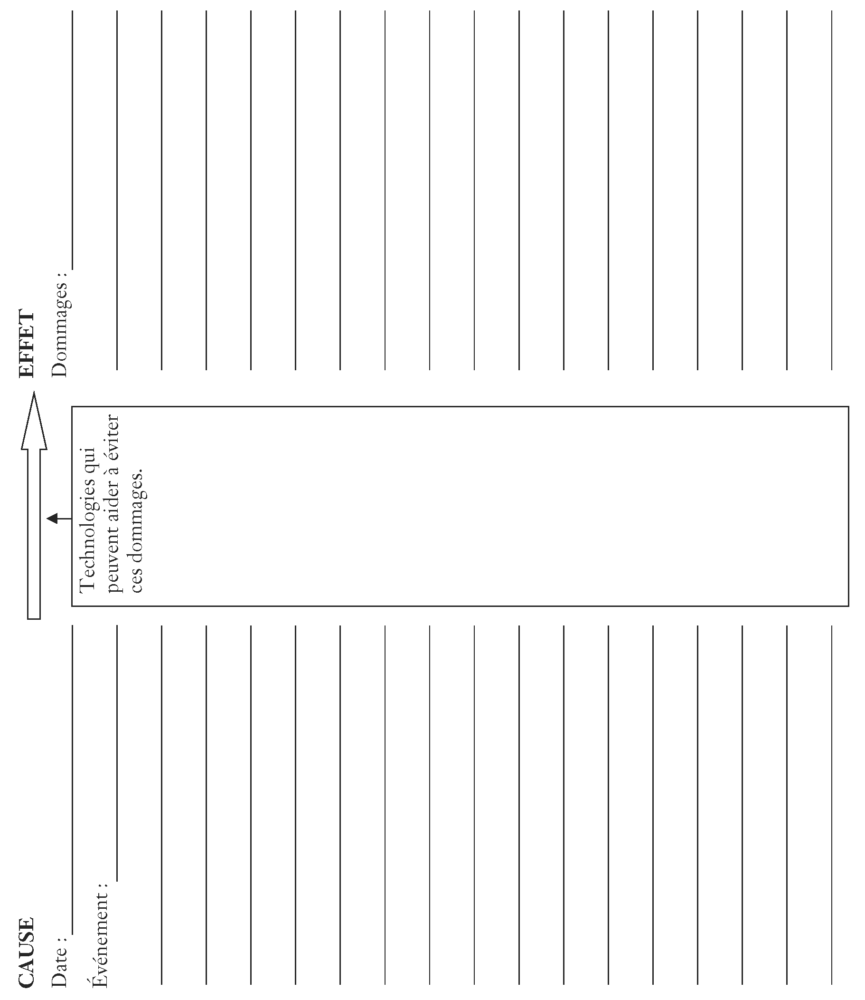 CAUSE
Date :
Événement :
Technologies qui
peuvent aider à éviter
ces dommages.
EFFET
Dommages :